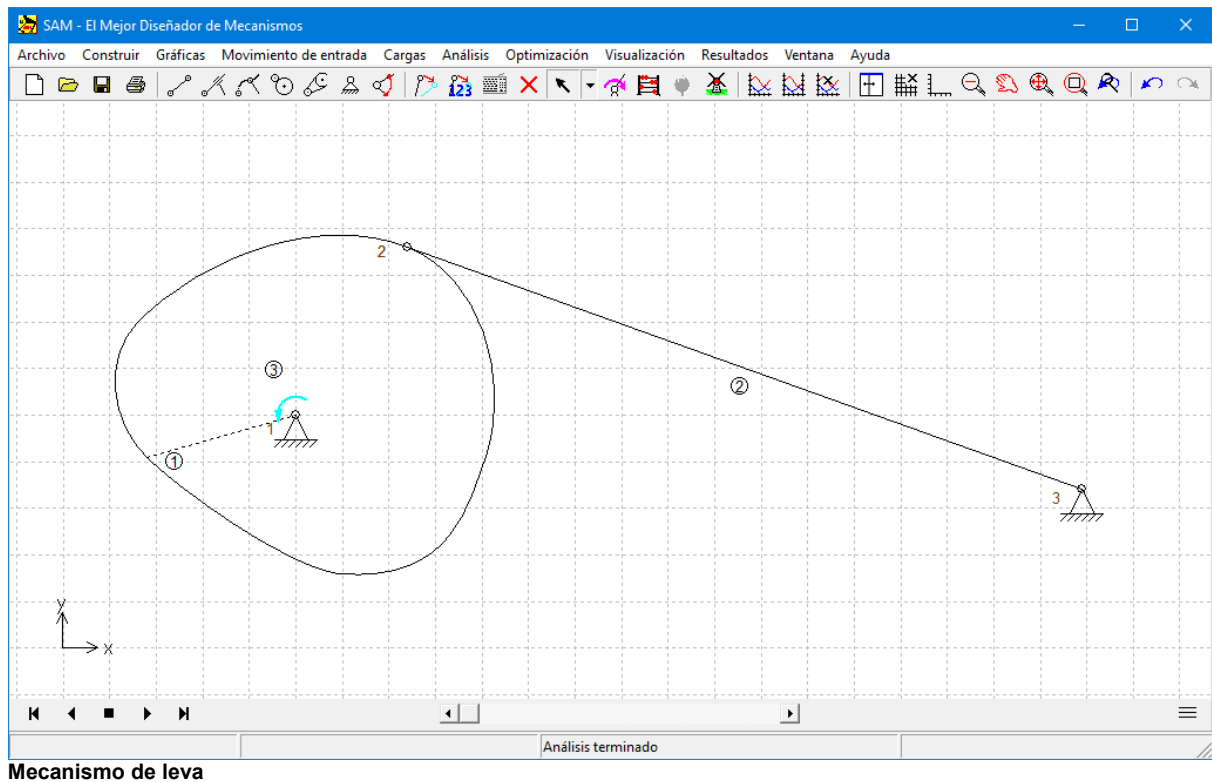 SAM - El Mejor Diseñador de Mecanismos
Archivo Construir Gráficas Movimiento de entrada Cargas Análisis Optimización Visualización Resultados Ventana Ayuda
123
2
3
2
1
1
3
y
x
Análisis terminado
Mecanismo de leva